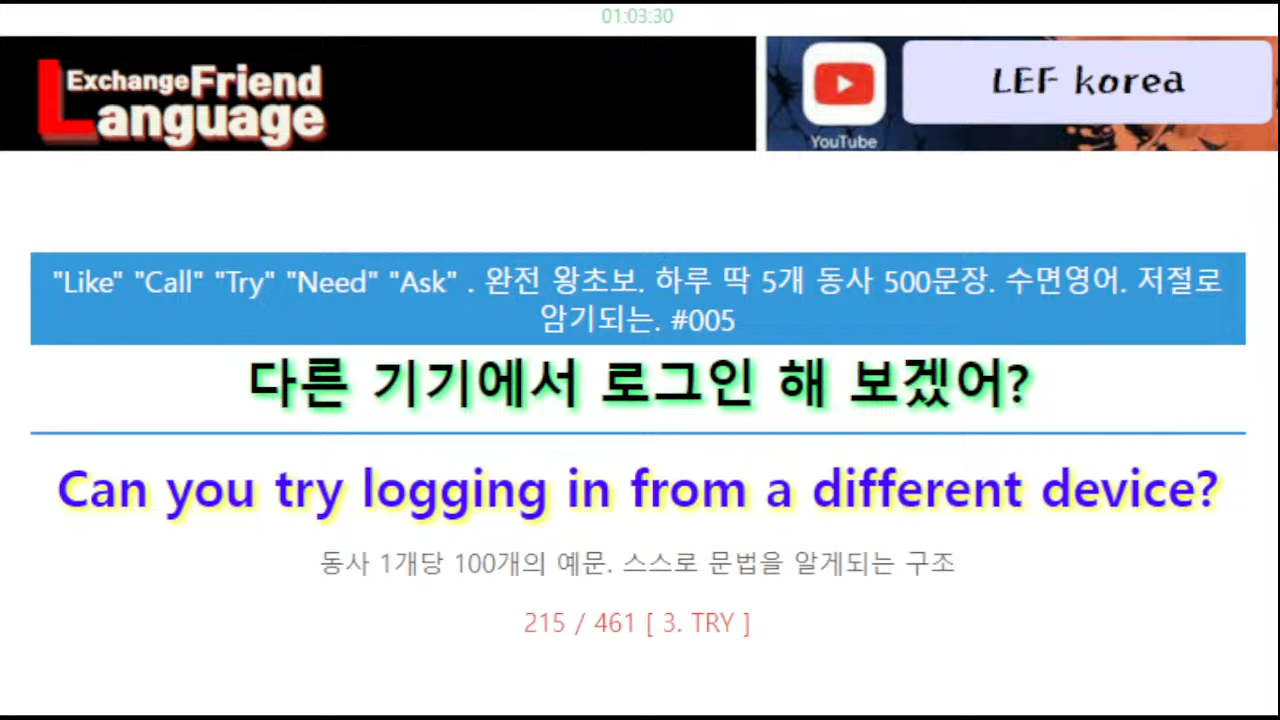 01:03:30
Exchange Friend
Language
LEF korea
YouTube
"Like" "Call" "Try" "Need" "Ask" . 완전 왕초보. 하루 딱 5개 동사 500문장. 수면영어. 저절로
암기되는. #005
다른 기기에서 로그인 해 보겠어?
Can you try logging in from a different device?
동사 1개당 100개의 예문. 스스로 문법을 알게되는 구조
215 / 461 [ 3. TRY ]